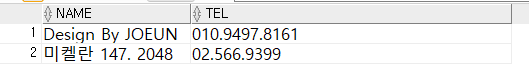 NAME TEL
1 Design By JOEUN 010.9497.8161
2 미켈란 147. 2048 02.566.9399